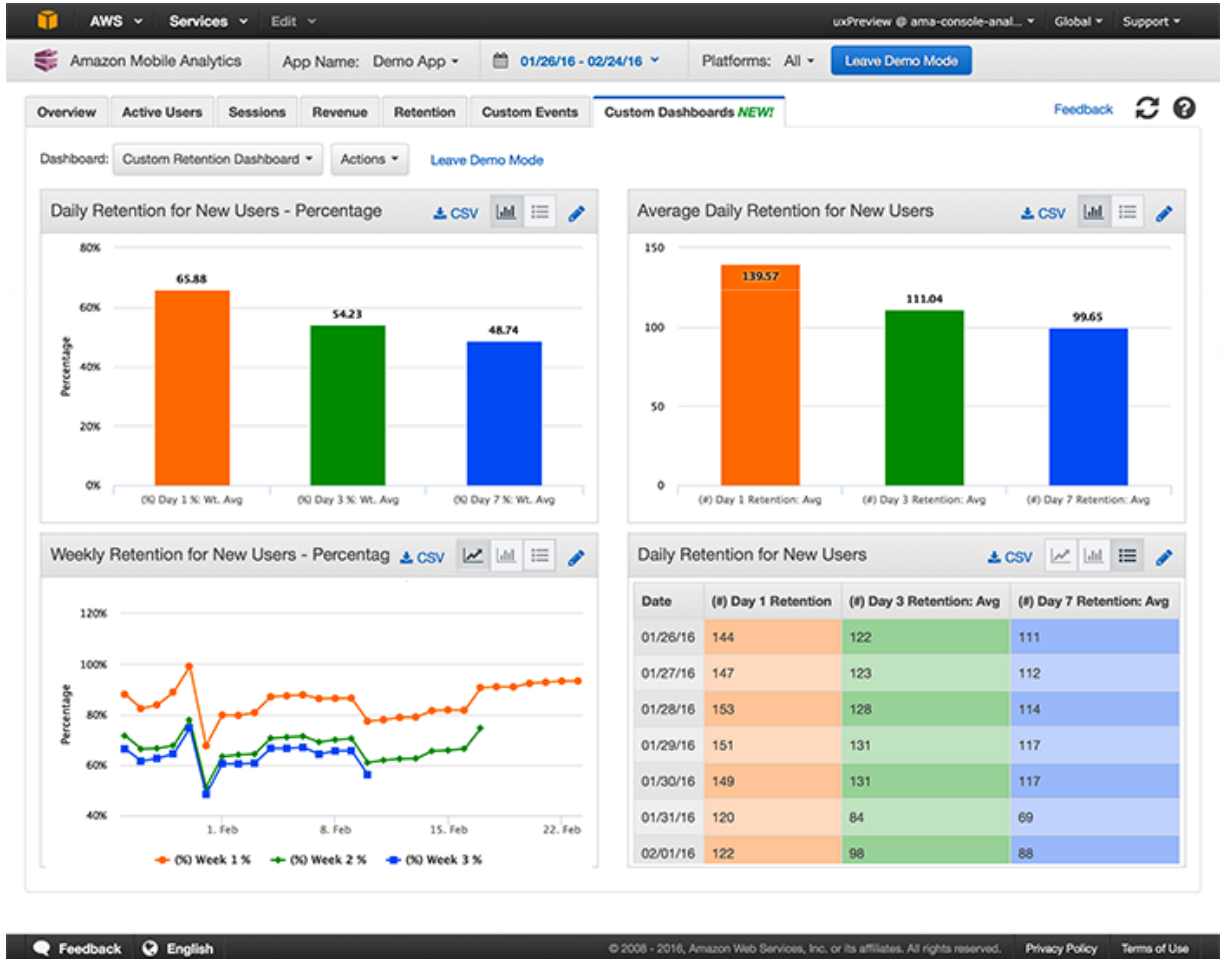 AWS Services Edit uxPreview @ ama-console-anal... Global Support
Amazon Mobile Analytics App Name: Demo App 01/26/16 - 02/24/16 Platforms: All Leave Demo Mode
Overview Active Users Sessions Revenue Retention Custom Events Custom Dashboards NEW! Feedback
Dashboard: Custom Retention Dashboard Actions Leave Demo Mode
Daily Retention for New Users - Percentage CSV
80%
60%
40%
20%
0%
Percentage
65.88
54.23
48.74
(%) Day 1 %: Wt. Avg (%) Day 3 %: Wt. Avg (%) Day 7 %: Wt. Avg
Average Daily Retention for New Users CSV
150
100
50
0
139.57
111.04
99.65
(#) Day 1 Retention: Avg (#) Day 3 Retention: Avg (#) Day 7 Retention: Avg
Weekly Retention for New Users - Percentag CSV
120%
100%
80%
60%
40%
Percentage
1. Feb 8. Feb 15. Feb 22. Feb
(%) Week 1 % (%) Week 2 % (%) Week 3 %
Daily Retention for New Users CSV
Date (#) Day 1 Retention (#) Day 3 Retention: Avg (#) Day 7 Retention: Avg
01/26/16 144 122 111
01/27/16 147 123 112
01/28/16 153 128 114
01/29/16 151 131 117
01/30/16 149 131 117
01/31/16 120 84 69
02/01/16 122 98 88
Feedback English © 2008 - 2016, Amazon Web Services, Inc. or its affiliates. All rights reserved. Privacy Policy Terms of Use